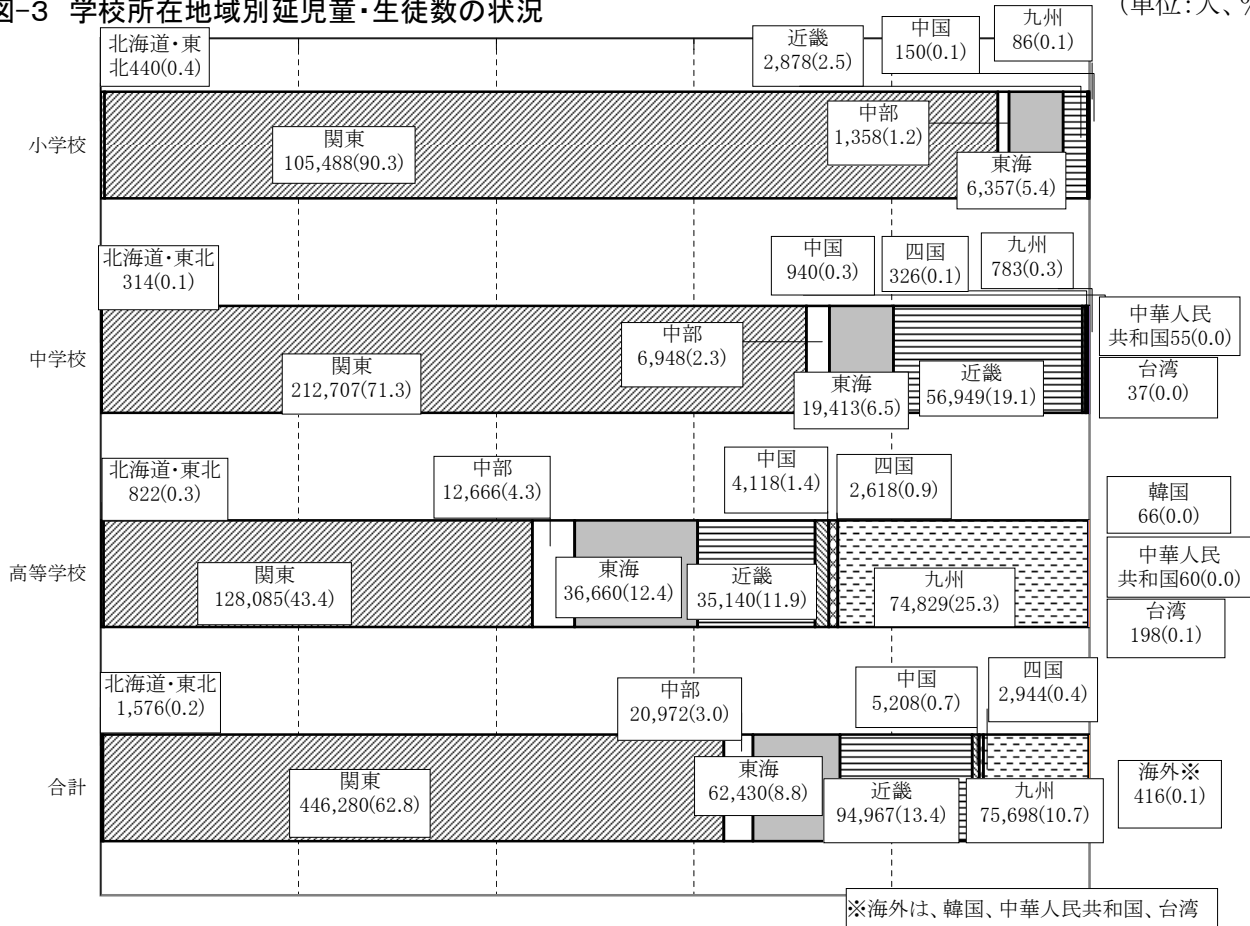 図-3 学校所在地域別延児童・生徒数の状況
(単位:人、%
北海道・東
北440(0.4)
近畿
2,878(2.5)
中国
150(0.1)
九州
86(0.1)
小学校
関東
105,488(90.3)
中部
1,358(1.2)
東海
6,357(5.4)
北海道・東北
314(0.1)
中国
940(0.3)
四国
326(0.1)
九州
783(0.3)
中学校
関東
212,707(71.3)
中部
6,948(2.3)
東海
19,413(6.5)
近畿
56,949(19.1)
中華人民
共和国55(0.0)
台湾
37(0.0)
北海道・東北
822(0.3)
中部
12,666(4.3)
中国
4,118(1.4)
四国
2,618(0.9)
高等学校
関東
128,085(43.4)
東海
36,660(12.4)
近畿
35,140(11.9)
九州
74,829(25.3)
韓国
66(0.0)
中華人民
共和国60(0.0)
台湾
198(0.1)
北海道・東北
1,576(0.2)
中部
20,972(3.0)
中国
5,208(0.7)
四国
2,944(0.4)
合計
関東
446,280(62.8)
東海
62,430(8.8)
近畿
94,967(13.4)
九州
75,698(10.7)
海外※
416(0.1)
※海外は、韓国、中華人民共和国、台湾